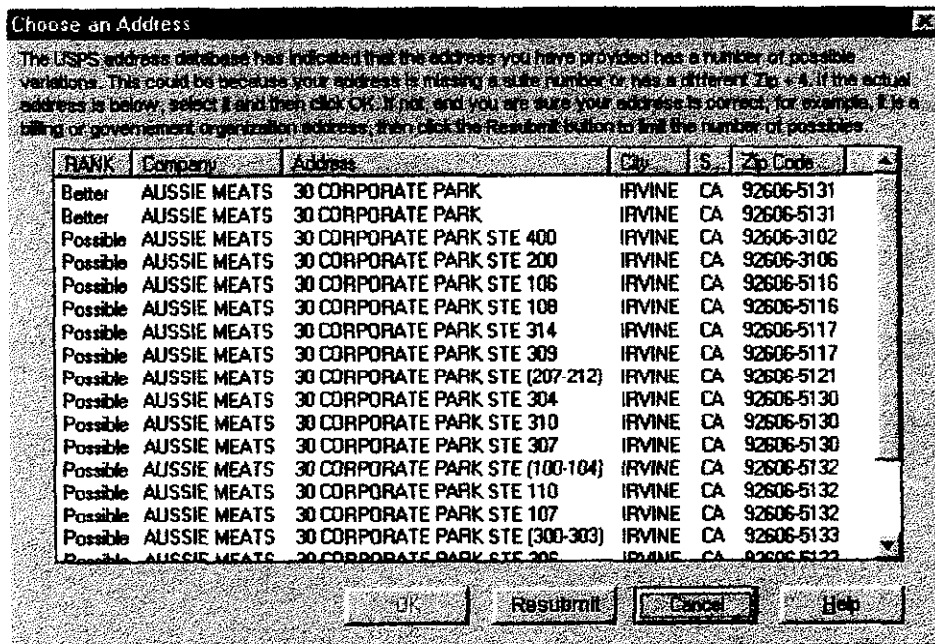 Choose an Address
The USPS address database has indicated that the address you have provided has a number of possible
variations. This could be because your address is missing a suite number or has a different Zip + 4. If the actual
address is below, select it and then click OK. If not, and you are sure your address is correct, for example, it is a
billing or governement organization address, then click the Resubmit button to limit the number of possibles
RANK Company Address City S... Zip Code
Better AUSSIE MEATS 30 CORPORATE PARK IRVINE CA 92606-5131
Better AUSSIE MEATS 30 CORPORATE PARK IRVINE CA 92606-5131
Possible AUSSIE MEATS 30 CORPORATE PARK STE 400 IRVINE CA 92606-3102
Possible AUSSIE MEATS 30 CORPORATE PARK STE 200 IRVINE CA 92606-3106
Possible AUSSIE MEATS 30 CORPORATE PARK STE 106 IRVINE CA 92606-5116
Possible AUSSIE MEATS 30 CORPORATE PARK STE 108 IRVINE CA 92606-5116
Possible AUSSIE MEATS 30 CORPORATE PARK STE 314 IRVINE CA 92606-5117
Possible AUSSIE MEATS 30 CORPORATE PARK STE 309 IRVINE CA 92606-5117
Possible AUSSIE MEATS 30 CORPORATE PARK STE (207-212) IRVINE CA 92606-5121
Possible AUSSIE MEATS 30 CORPORATE PARK STE 304 IRVINE CA 92606-5130
Possible AUSSIE MEATS 30 CORPORATE PARK STE 310 IRVINE CA 92606-5130
Possible AUSSIE MEATS 30 CORPORATE PARK STE 307 IRVINE CA 92606-5130
Possible AUSSIE MEATS 30 CORPORATE PARK STE (100-104) IRVINE CA 92606-5132
Possible AUSSIE MEATS 30 CORPORATE PARK STE 110 IRVINE CA 92606-5132
Possible AUSSIE MEATS 30 CORPORATE PARK STE 107 IRVINE CA 92606-5132
Possible AUSSIE MEATS 30 CORPORATE PARK STE (300-303) IRVINE CA 92606-5133
Possible AUSSIE MEATS 30 CORPORATE PARK STE IRVINE CA
OK Resubmit Cancel Help